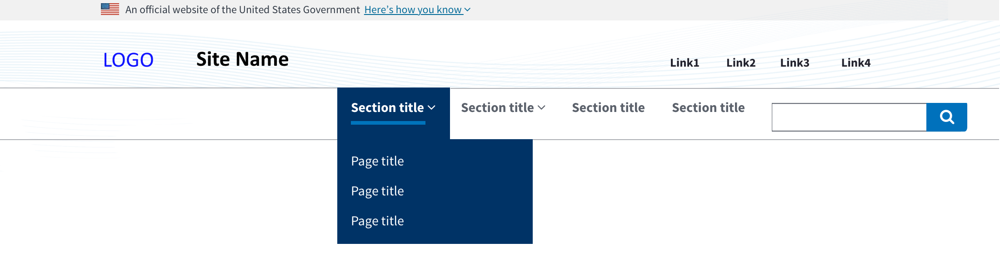 An official website of the United States Government Here’s how you know
LOGO Site Name Link1 Link2 Link3 Link4
Section title Section title Section title Section title
Page title
Page title
Page title